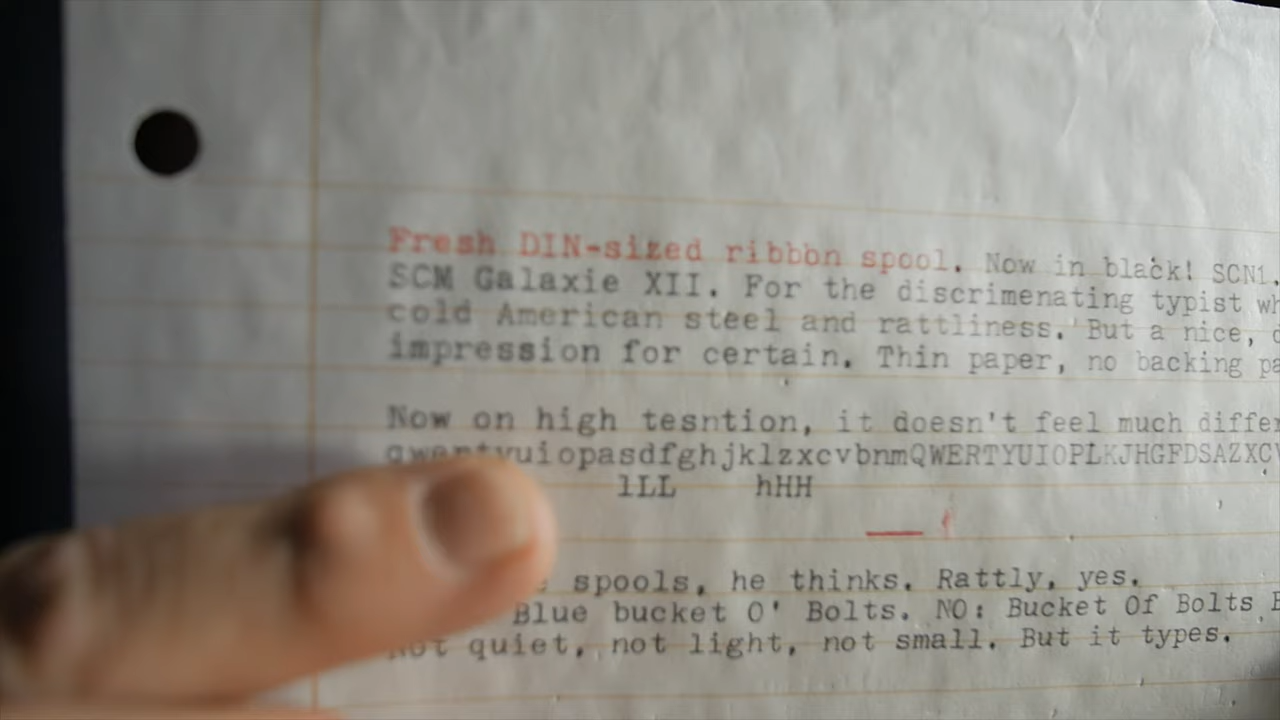 Fresh DIN-sized ribbon spool. Now in black! SCN1.
SCM Galaxie XII. For the discrimenating typist
cold American steel and rattliness. But a nice,
impression for certain. Thin paper, no backing
Now on high tesntion, it doesn't feel much
qwertyuiopasdfghjklzxcvbnmQWERTYUIOPLKJHGFDSAZXCV
lLL hHH
spools, he thinks. Rattly, yes.
Blue bucket O' Bolts. NO: Bucket Of Bolts
not quiet, not light, not small. But it types.